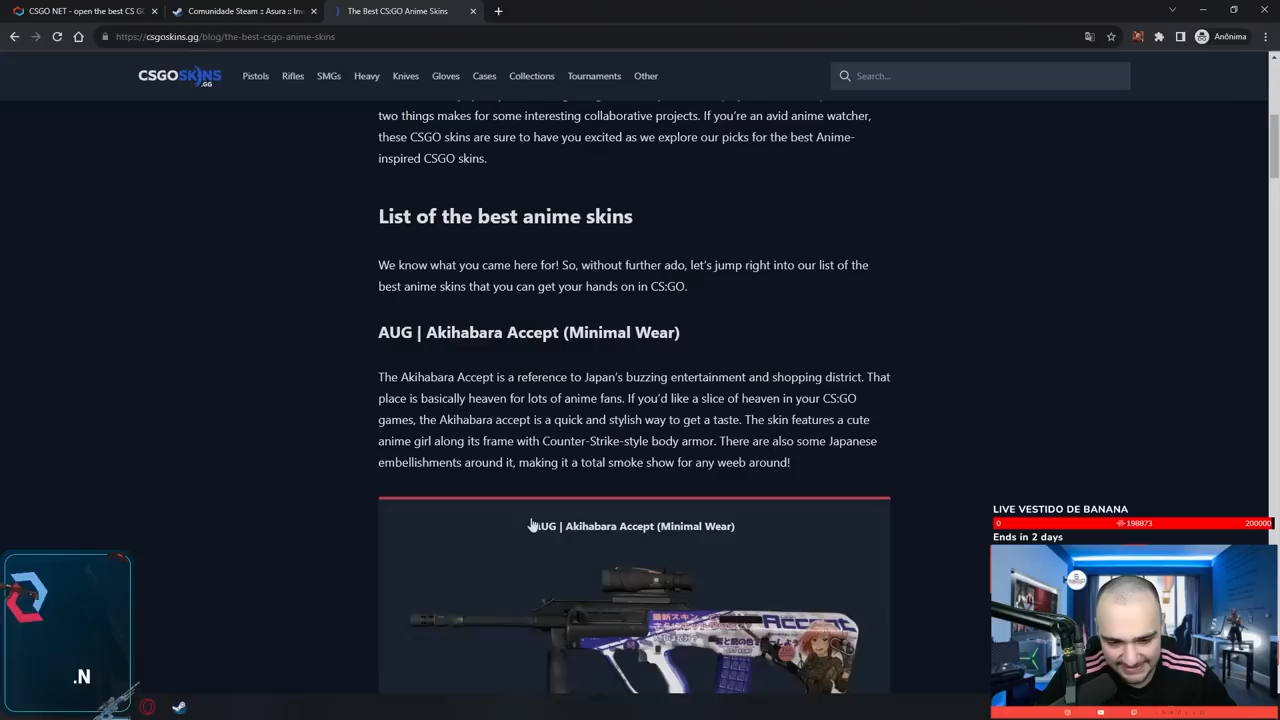 CSGO NET - open the best CS G
Comunidade Steam :: Asura :: Inve
The Best CS:GO Anime Skins
https://csgoskins.gg/blog/the-best-csgo-anime-skins
Anônima
CSGOSKINS
.GG
Pistols
Rifles
SMGs
Heavy
Knives
Gloves
Cases
Collections
Tournaments
Other
Search...
two things makes for some interesting collaborative projects. If you're an avid anime watcher,
these CSGO skins are sure to have you excited as we explore our picks for the best Anime-
inspired CSGO skins.
List of the best anime skins
We know what you came here for! So, without further ado, let's jump right into our list of the
best anime skins that you can get your hands on in CS:GO.
AUG | Akihabara Accept (Minimal Wear)
The Akihabara Accept is a reference to Japan's buzzing entertainment and shopping district. That
place is basically heaven for lots of anime fans. If you'd like a slice of heaven in your CS:GO
games, the Akihabara accept is a quick and stylish way to get a taste. The skin features a cute
anime girl along its frame with Counter-Strike-style body armor. There are also some Japanese
embellishments around it, making it a total smoke show for any weeb around!
AUG | Akihabara Accept (Minimal Wear)
最新スキン
ACCEPT
LIVE VESTIDO DE BANANA
0
198873
200000
Ends in 2 days
.N